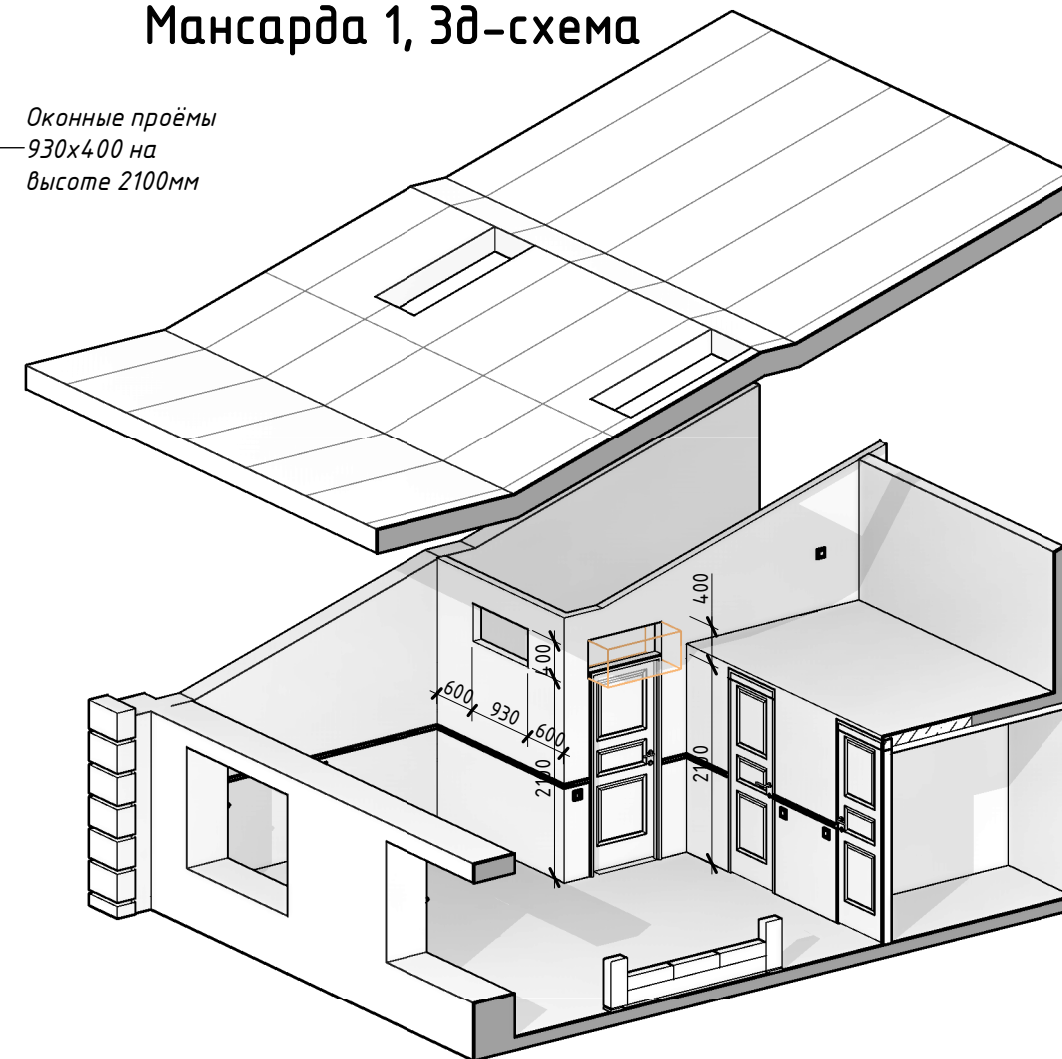 Мансарда 1, 3д-схема
Оконные проёмы
930х400 на
высоте 2100мм
400
400
600
930
600
2100
2100